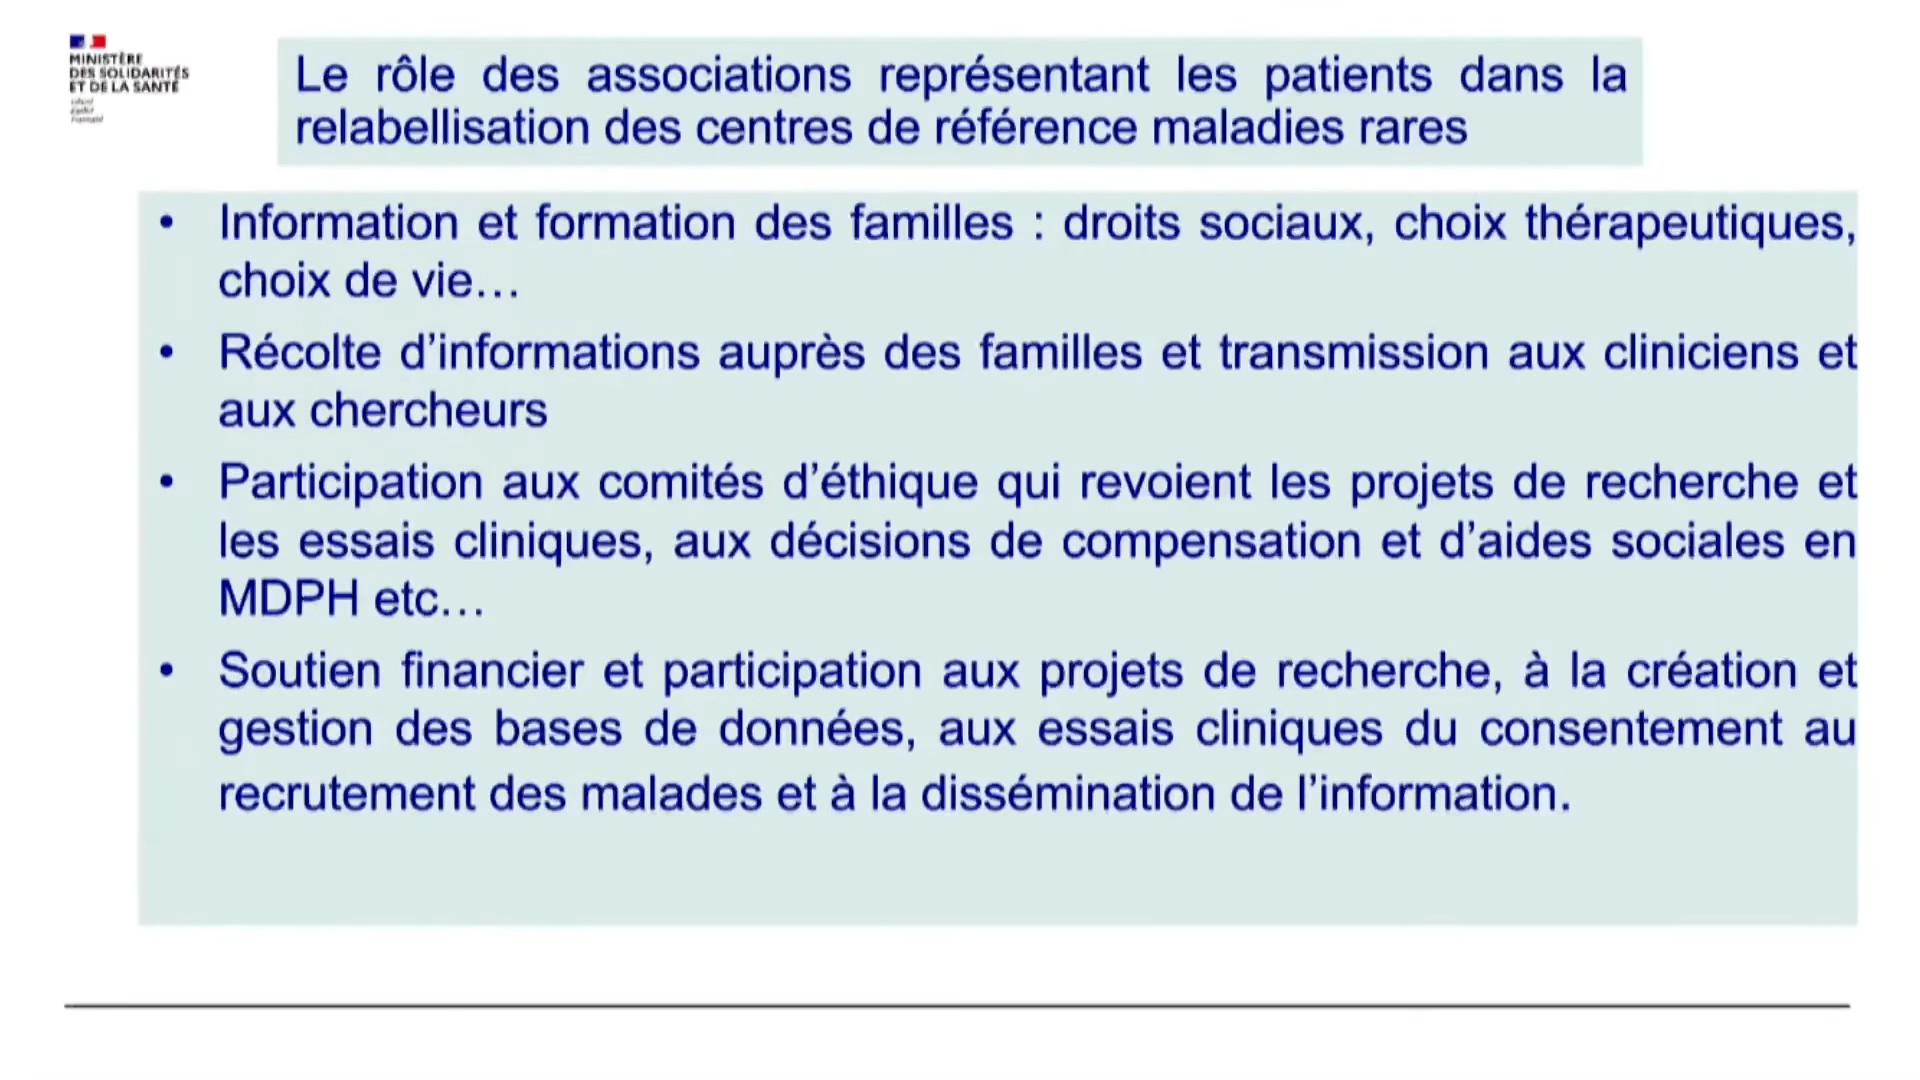 MINISTÈRE
DES SOLIDARITÉS
ET DE LA SANTÉ
Le rôle des associations représentant les patients dans la
relabellisation des centres de référence maladies rares
• Information et formation des familles : droits sociaux, choix thérapeutiques,
choix de vie…
• Récolte d’informations auprès des familles et transmission aux cliniciens et
aux chercheurs
• Participation aux comités d’éthique qui revoient les projets de recherche et
les essais cliniques, aux décisions de compensation et d’aides sociales en
MDPH etc…
• Soutien financier et participation aux projets de recherche, à la création et
gestion des bases de données, aux essais cliniques du consentement au
recrutement des malades et à la dissémination de l’information.